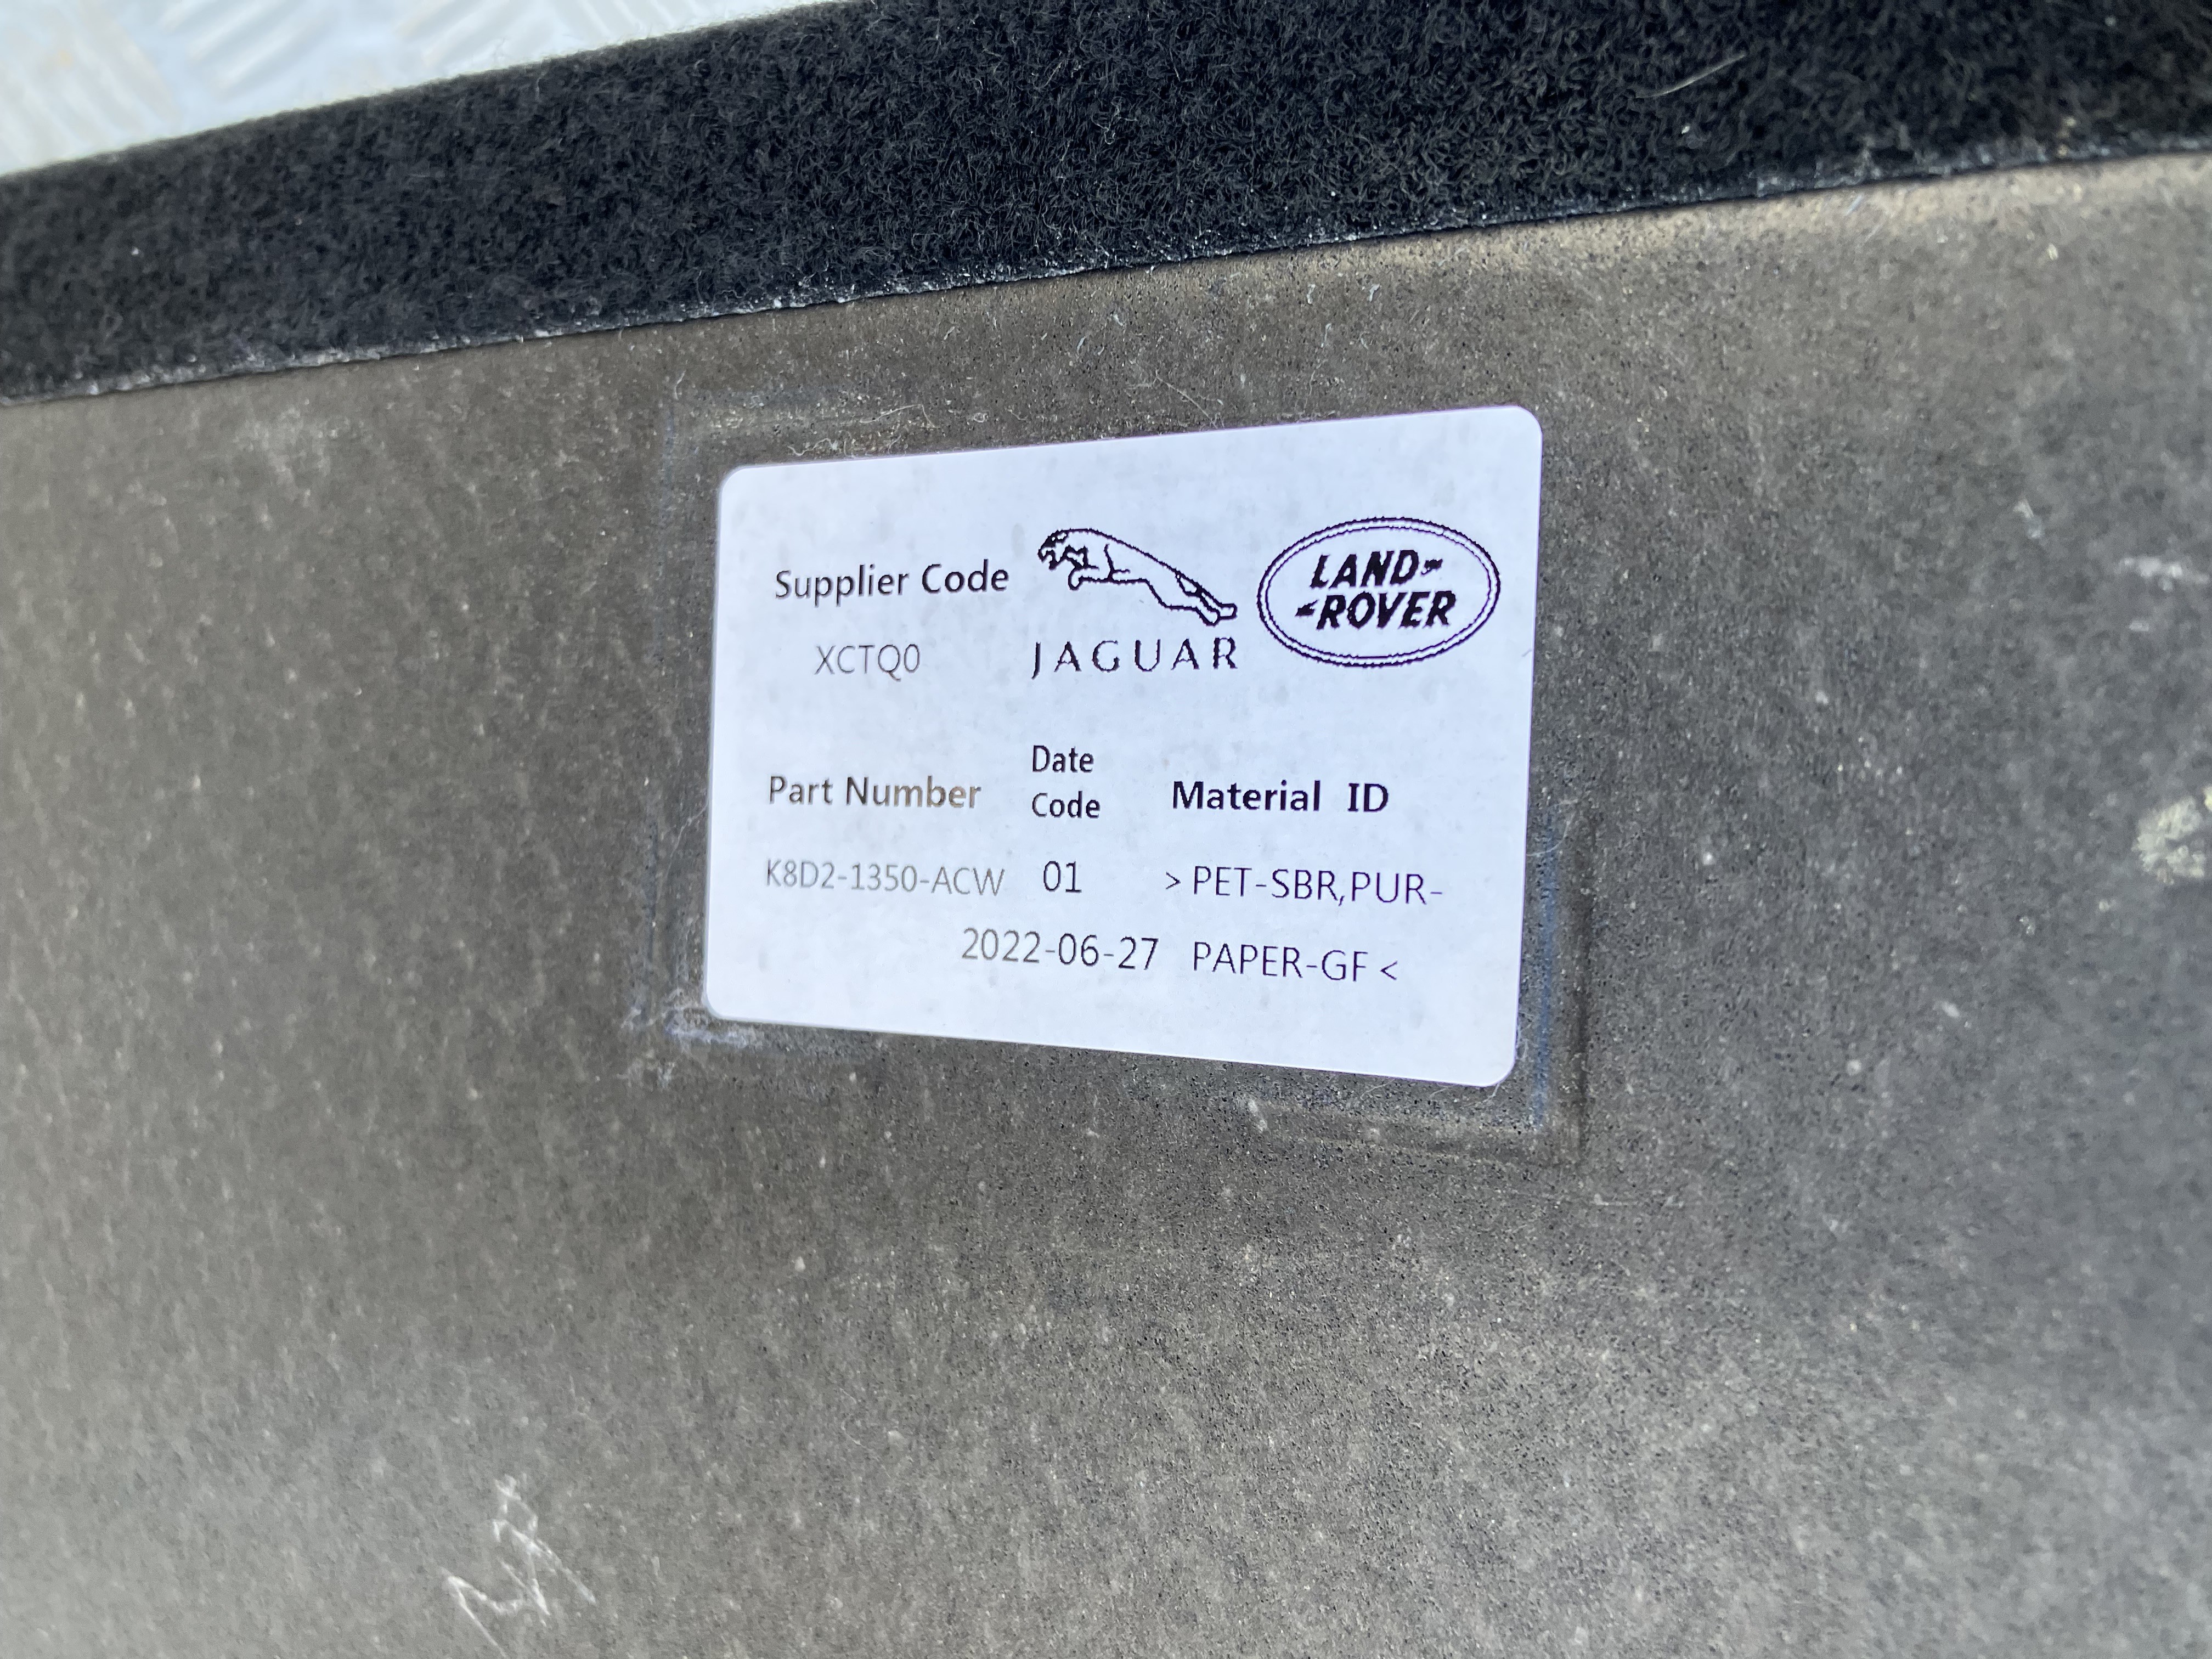 Supplier Code
XCTQ0
JAGUAR
LAND
ROVER
Part Number
Date
Code
Material ID
K8D2-1350-ACW 01 >PET-SBR,PUR-
2022-06-27 PAPER-GF<